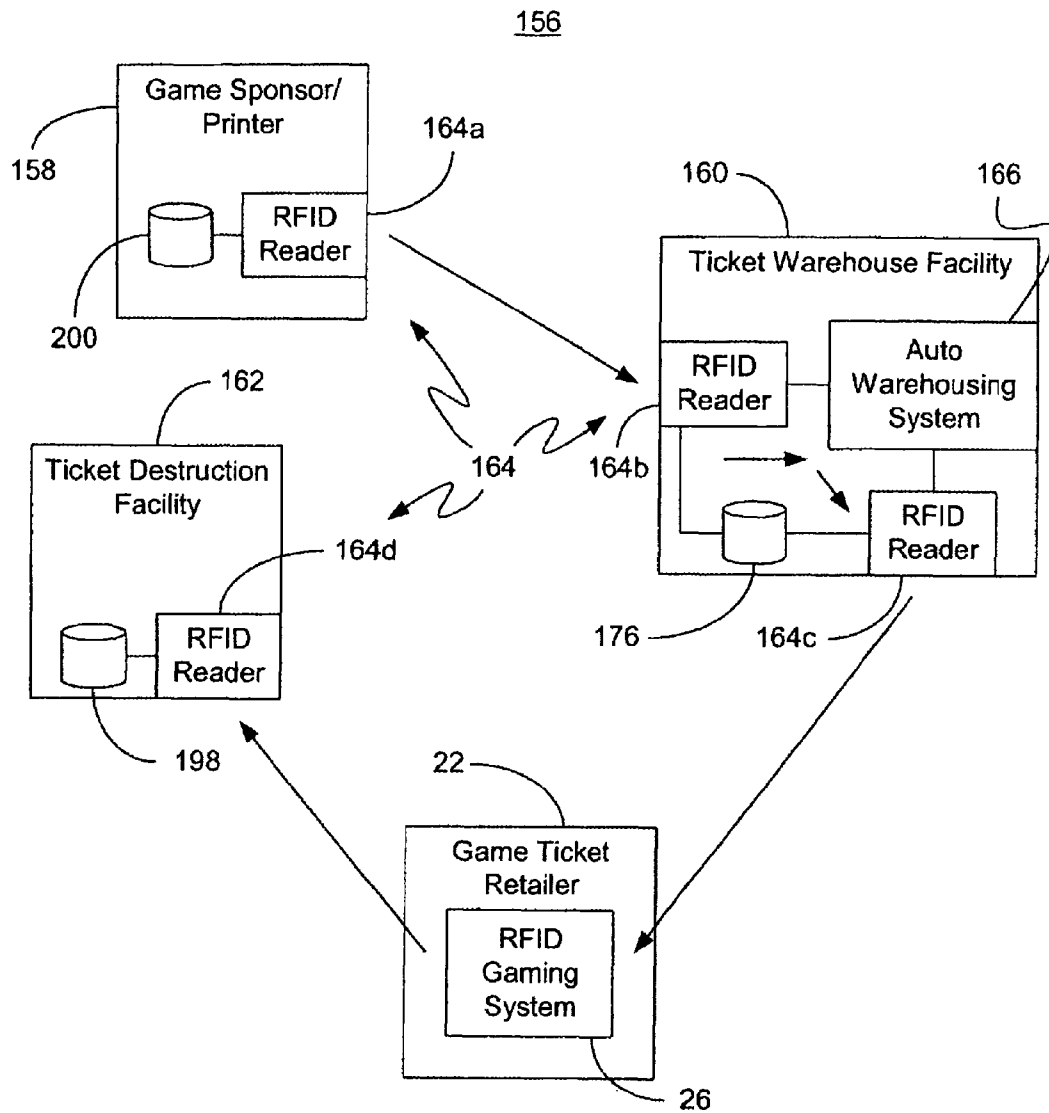 156
Game Sponsor/
Printer
158
164a
RFID
Reader
200
160
166
Ticket Warehouse Facility
RFID
Reader
Auto
Warehousing
System
164b
164
RFID
Reader
176
164c
162
Ticket Destruction
Facility
164d
RFID
Reader
198
22
Game Ticket
Retailer
RFID
Gaming
System
26